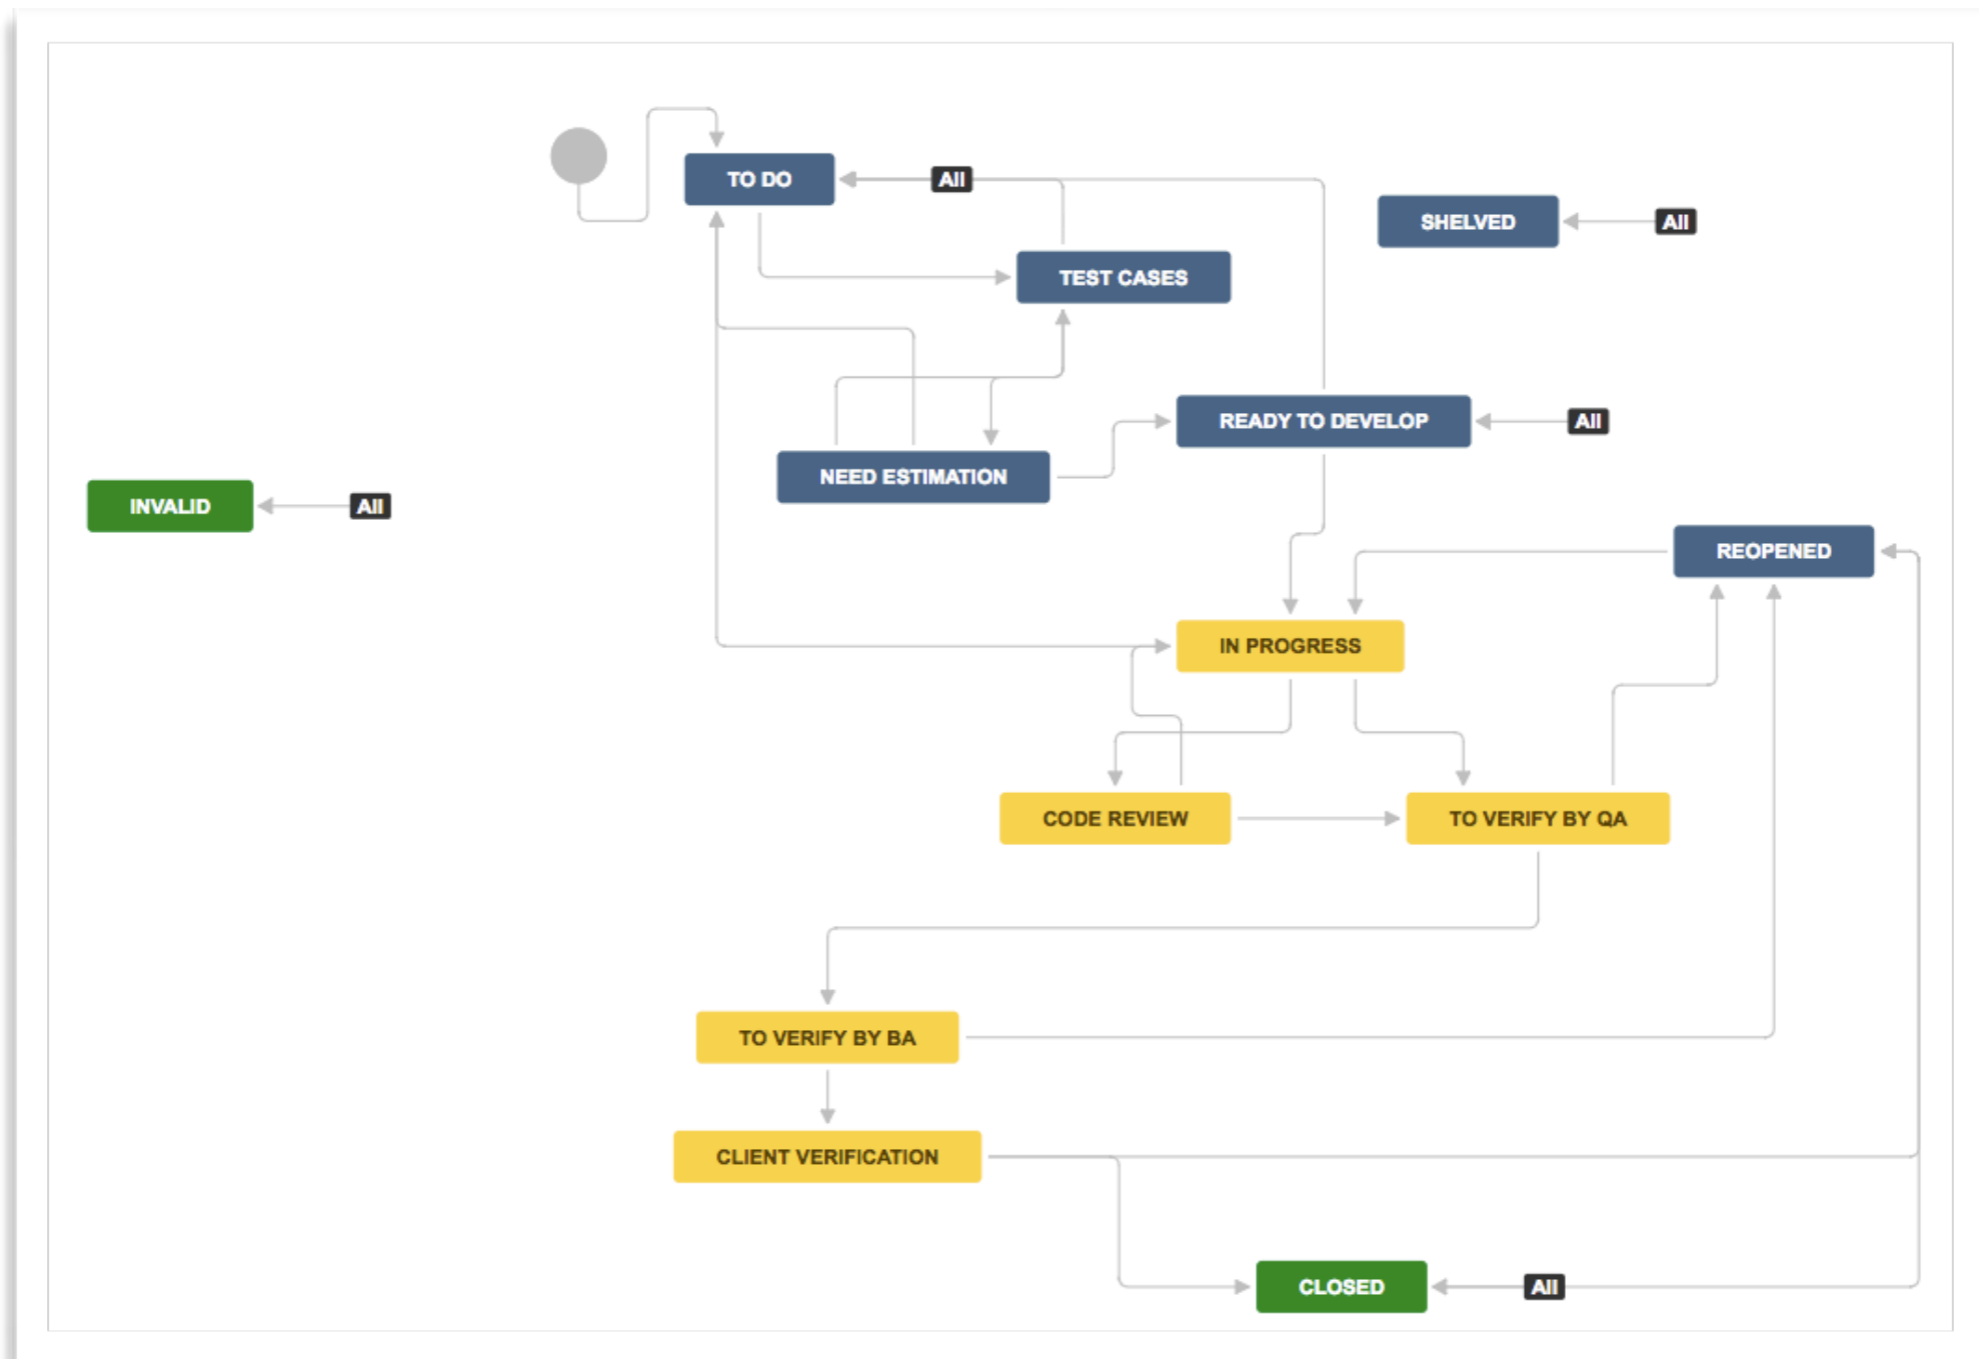 TO DO
All
SHELVED
All
TEST CASES
READY TO DEVELOP
All
NEED ESTIMATION
INVALID
All
REOPENED
IN PROGRESS
CODE REVIEW
TO VERIFY BY QA
TO VERIFY BY BA
CLIENT VERIFICATION
CLOSED
All